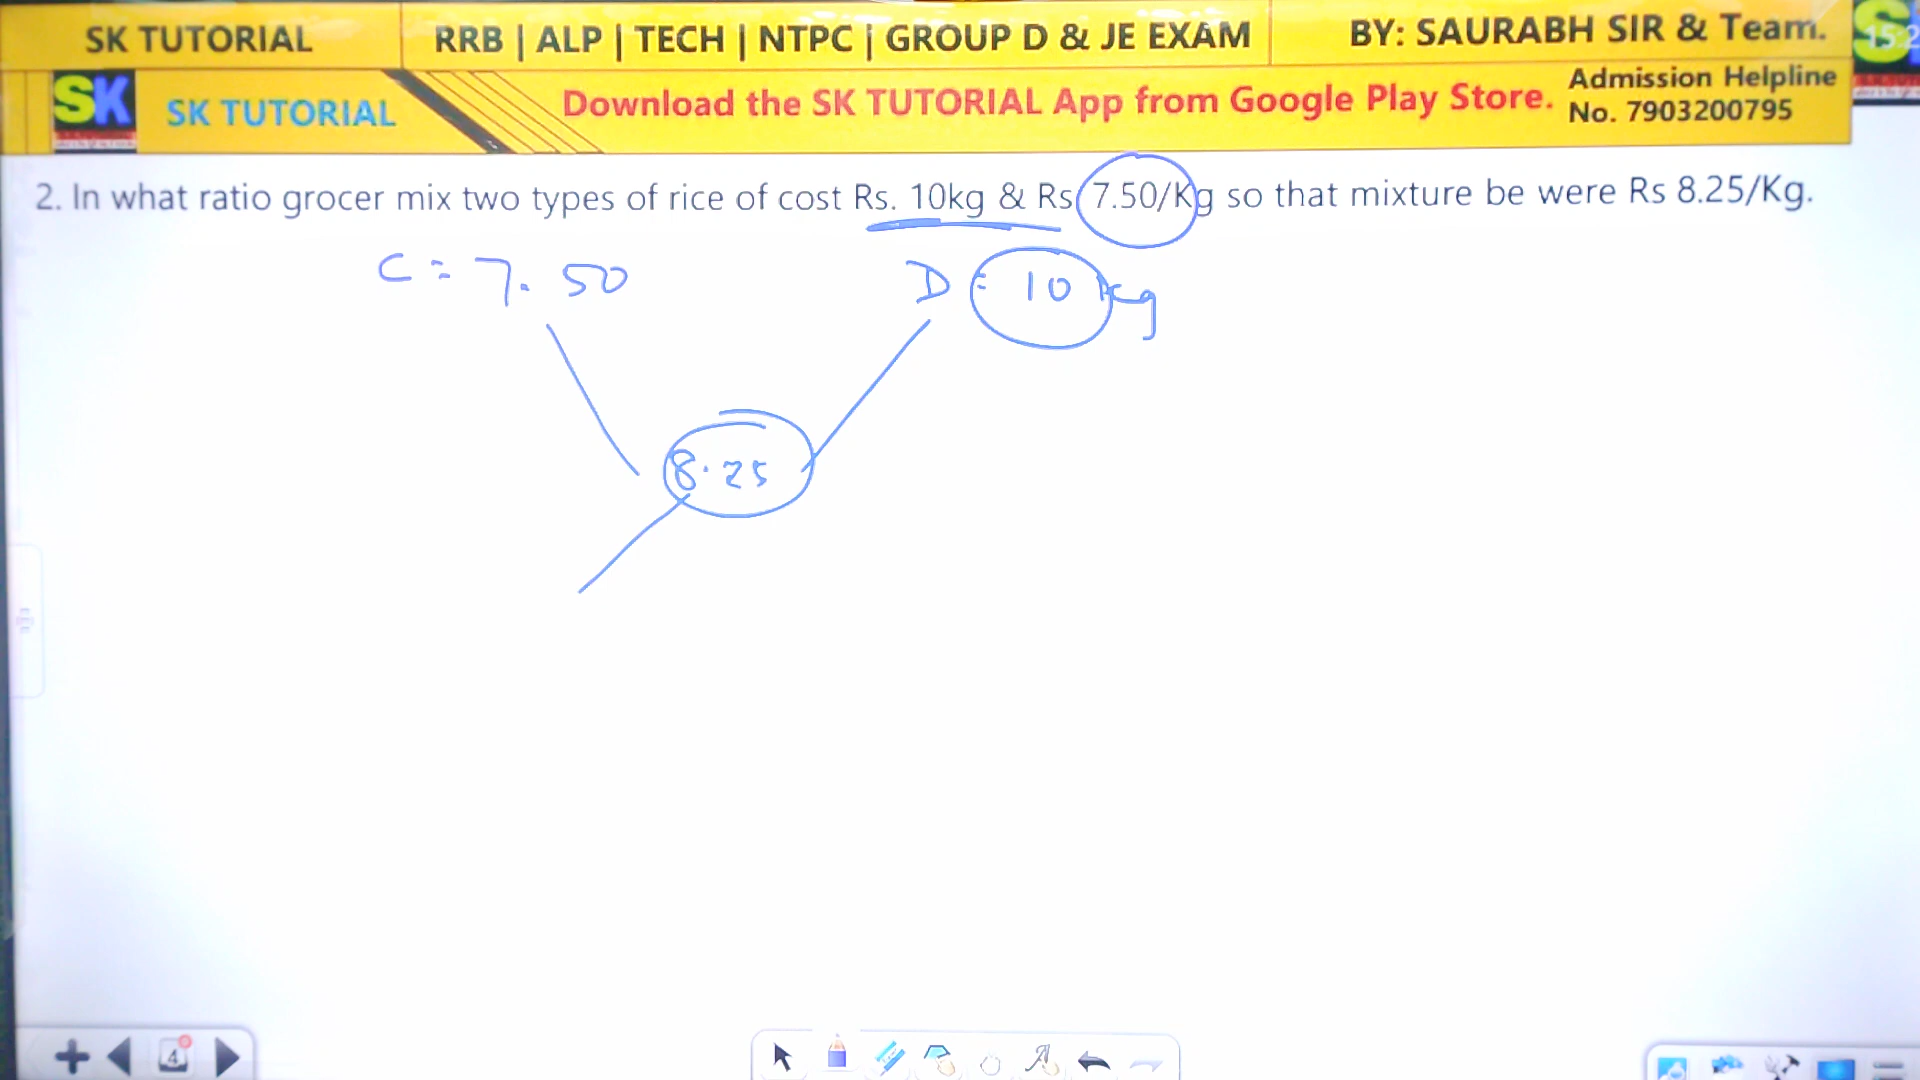 SK TUTORIAL RRB | ALP | TECH | NTPC | GROUP D & JE EXAM BY: SAURABH SIR & Team.
SK SK TUTORIAL Download the SK TUTORIAL App from Google Play Store. Admission Helpline
No. 7903200795
2. In what ratio grocer mix two types of rice of cost Rs. 10kg & Rs 7.50/Kg so that mixture be were Rs 8.25/Kg.
C = 7.50 D = 10 kg
8.25
4